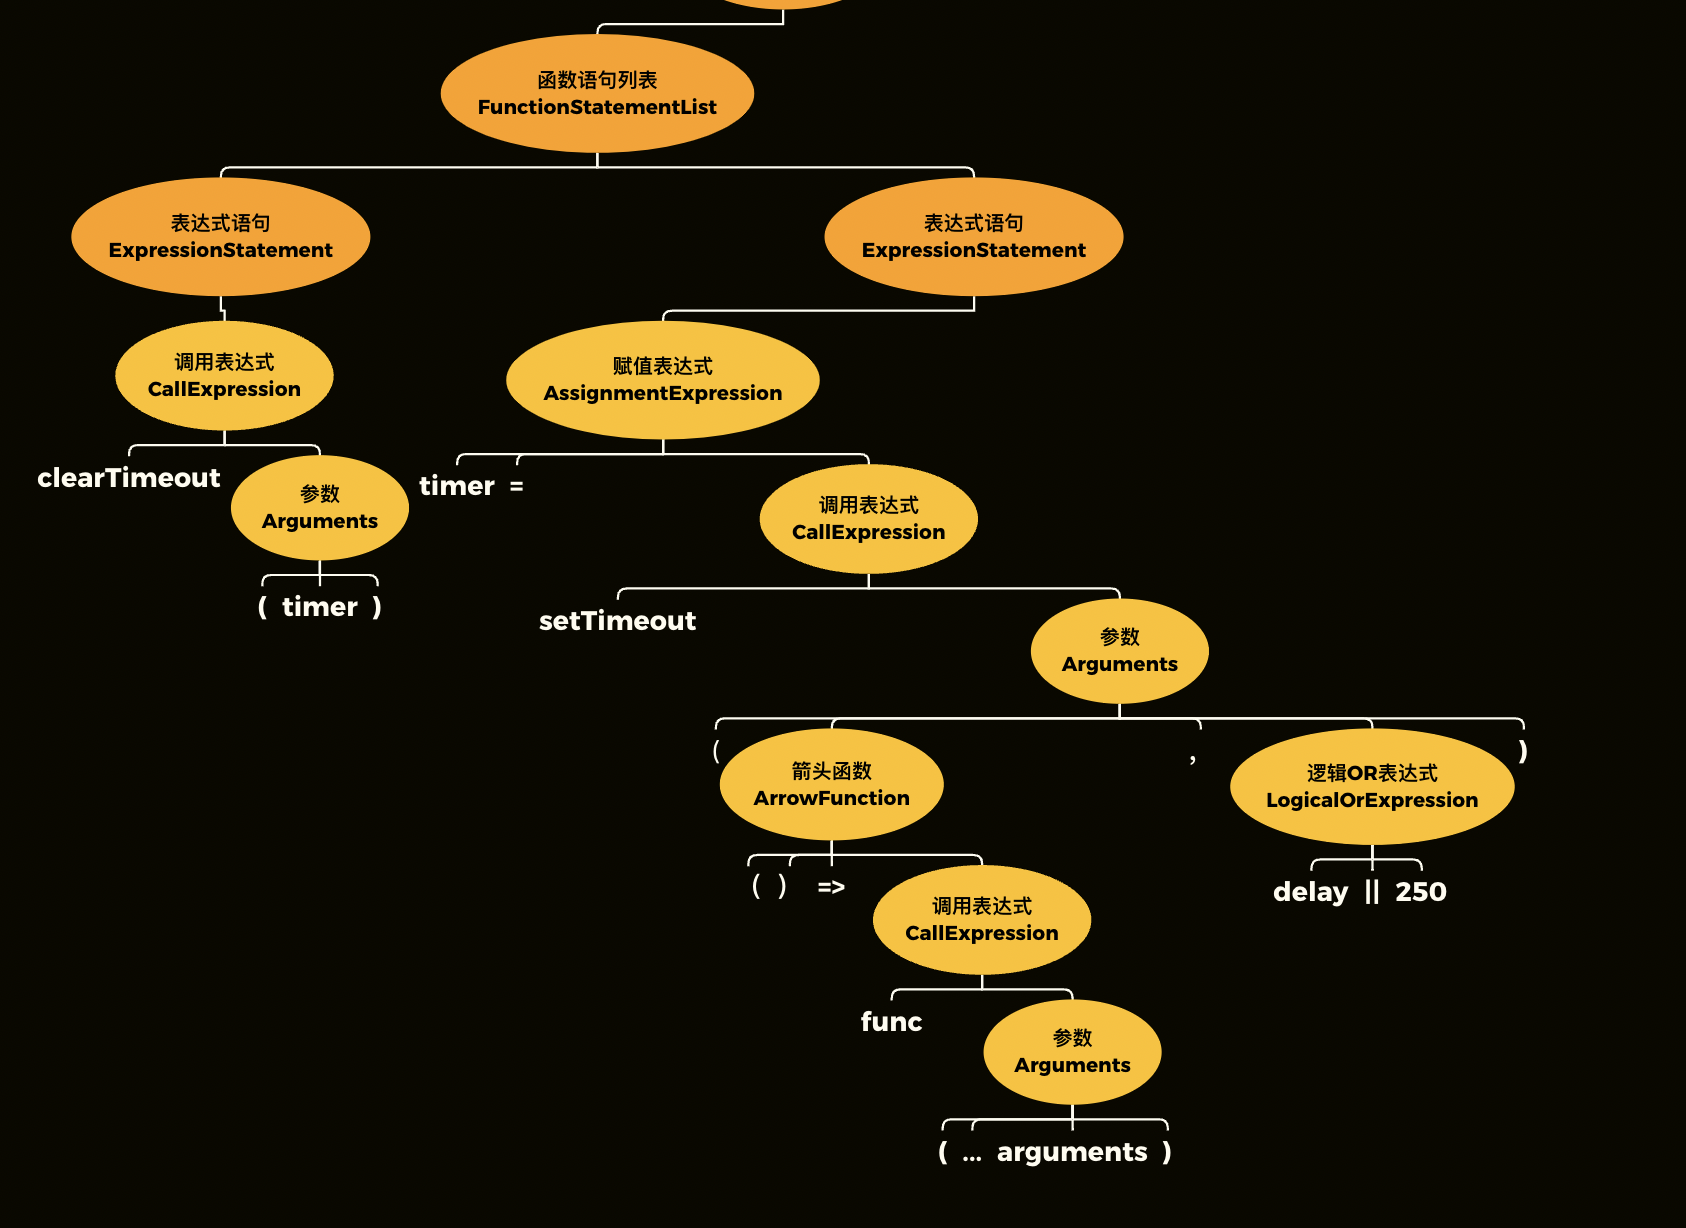 函数语句列表
FunctionStatementList
表达式语句
ExpressionStatement
表达式语句
ExpressionStatement
调用表达式
CallExpression
赋值表达式
AssignmentExpression
clearTimeout
参数
Arguments
timer =
调用表达式
CallExpression
( timer )
setTimeout
参数
Arguments
(
箭头函数
ArrowFunction
,
逻辑OR表达式
LogicalOrExpression
)
( ) =>
调用表达式
CallExpression
delay || 250
func
参数
Arguments
( ... arguments )